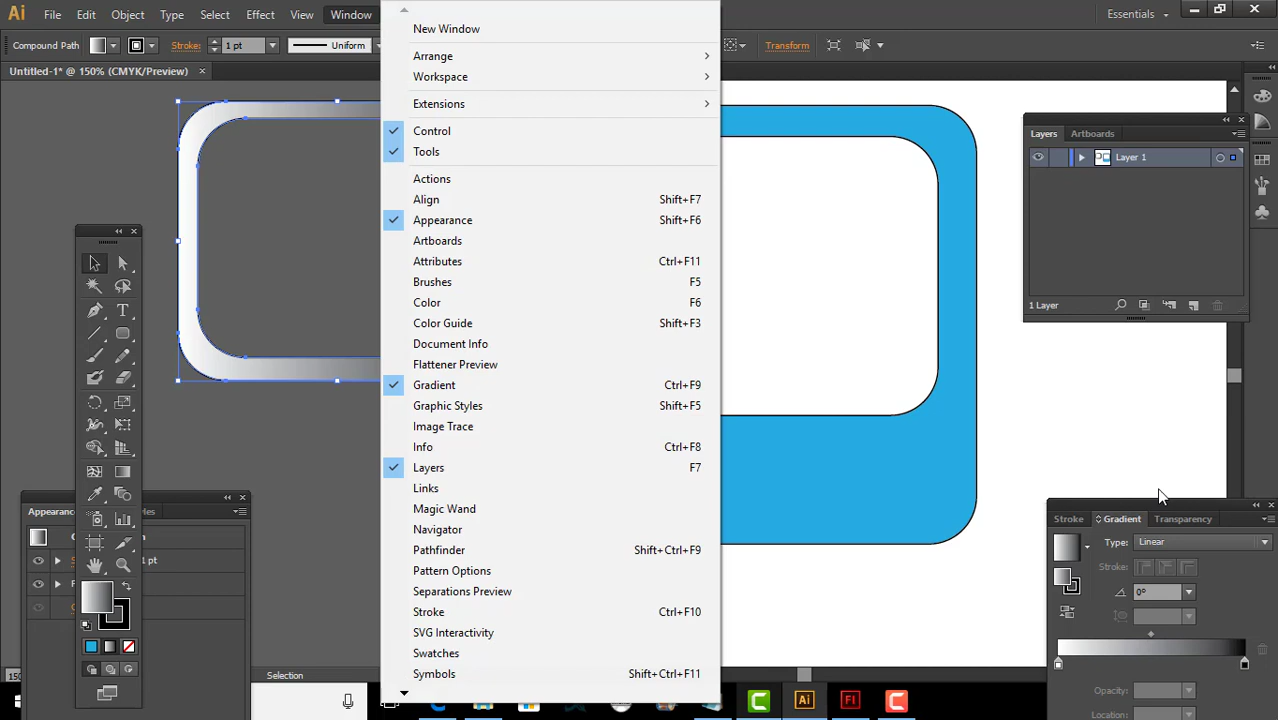 Ai File Edit Object Type Select Effect View Window Essentials
Compound Path Stroke: 1 pt Uniform Transform
Untitled-1* @ 150% (CMYK/Preview)
New Window
Arrange
Workspace
Extensions
Control
Tools
Actions
Align Shift+F7
Appearance Shift+F6
Artboards
Attributes Ctrl+F11
Brushes F5
Color F6
Color Guide Shift+F3
Document Info
Flattener Preview
Gradient Ctrl+F9
Graphic Styles Shift+F5
Image Trace
Info Ctrl+F8
Layers F7
Links
Magic Wand
Navigator
Pathfinder Shift+Ctrl+F9
Pattern Options
Separations Preview
Stroke Ctrl+F10
SVG Interactivity
Swatches
Symbols Shift+Ctrl+F11
Layers Artboards
Layer 1
1 Layer
Stroke Gradient Transparency
Type: Linear
Stroke:
0°
Opacity:
Location:
1 pt
Selection
Ai Fl